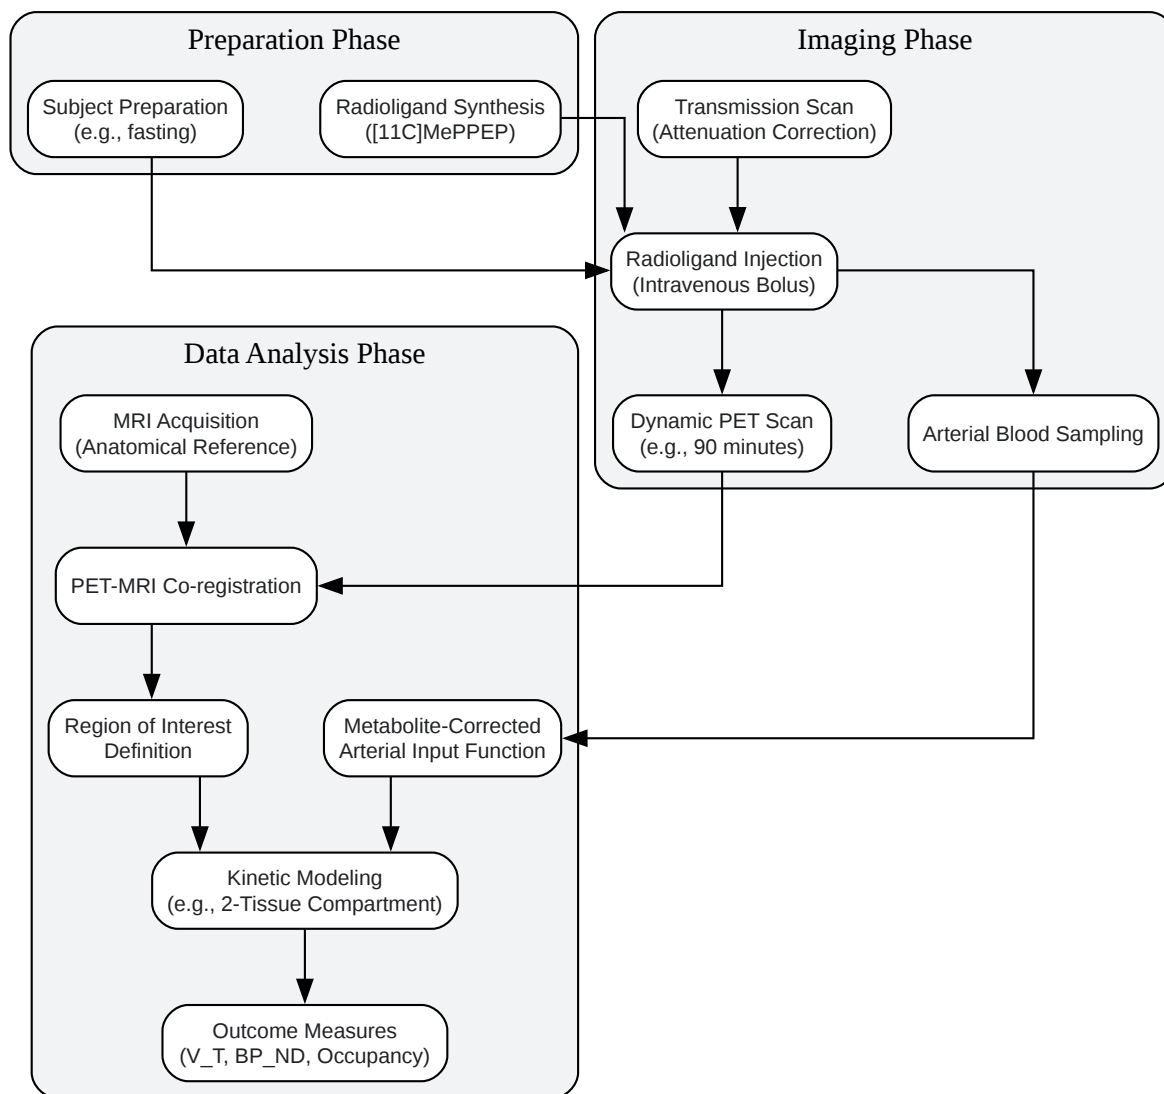 Preparation Phase
Subject Preparation
(e.g., fasting)
Radioligand Synthesis
([11C]MePPEP)
Imaging Phase
Transmission Scan
(Attenuation Correction)
Radioligand Injection
(Intravenous Bolus)
Dynamic PET Scan
(e.g., 90 minutes)
Arterial Blood Sampling
Data Analysis Phase
MRI Acquisition
(Anatomical Reference)
PET-MRI Co-registration
Region of Interest
Definition
Metabolite-Corrected
Arterial Input Function
Kinetic Modeling
(e.g., 2-Tissue Compartment)
Outcome Measures
(V_T, BP_ND, Occupancy)